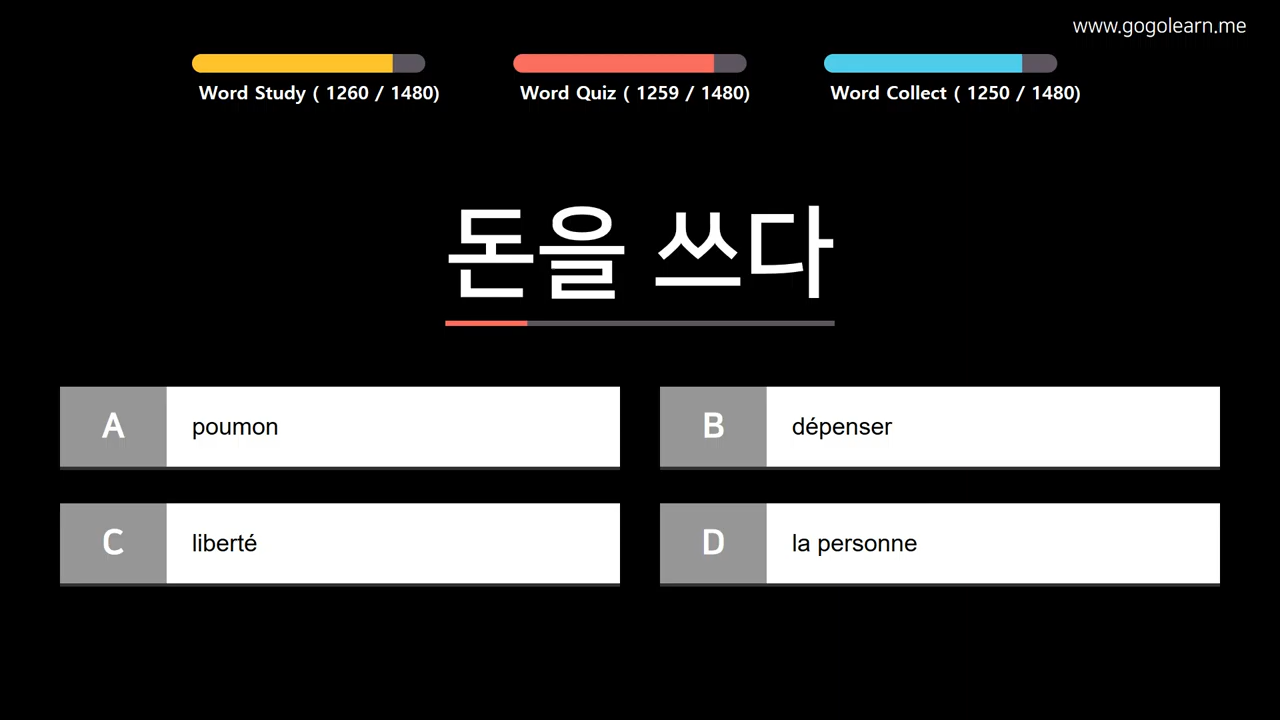 www.gogolearn.me
Word Study ( 1260 / 1480)
Word Quiz ( 1259 / 1480)
Word Collect ( 1250 / 1480)
돈을 쓰다
A poumon
B dépenser
C liberté
D la personne